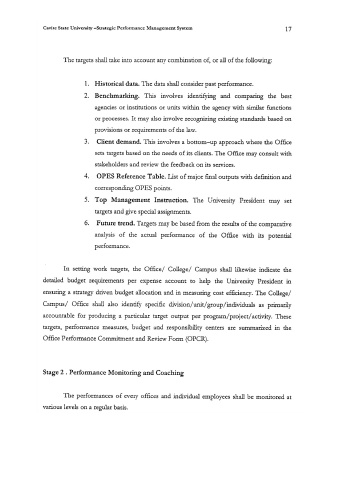 Cavite State University –Strategic Performance Management System 17
The targets shall take into account any combination of, or all of the following:
1. Historical data. The data shall consider past performance.
2. Benchmarking. This involves identifying and comparing the best
agencies or institutions or units within the agency with similar functions
or processes. It may also involve recognizing existing standards based on
provisions or requirements of the law.
3. Client demand. This involves a bottom-up approach where the Office
sets targets based on the needs of its clients. The Office may consult with
stakeholders and review the feedback on its services.
4. OPES Reference Table. List of major final outputs with definition and
corresponding OPES points.
5. Top Management Instruction. The University President may set
targets and give special assignments.
6. Future trend. Targets may be based from the results of the comparative
analysis of the actual performance of the Office with its potential
performance.
In setting work targets, the Office/ College/ Campus shall likewise indicate the
detailed budget requirements per expense account to help the University President in
ensuring a strategy driven budget allocation and in measuring cost efficiency. The College/
Campus/ Office shall also identify specific division/unit/group/individuals as primarily
accountable for producing a particular target output per program/project/activity. These
targets, performance measures, budget and responsibility centers are summarized in the
Office Performance Commitment and Review Form (OPCR).
Stage 2 . Performance Monitoring and Coaching
The performances of every offices and individual employees shall be monitored at
various levels on a regular basis.